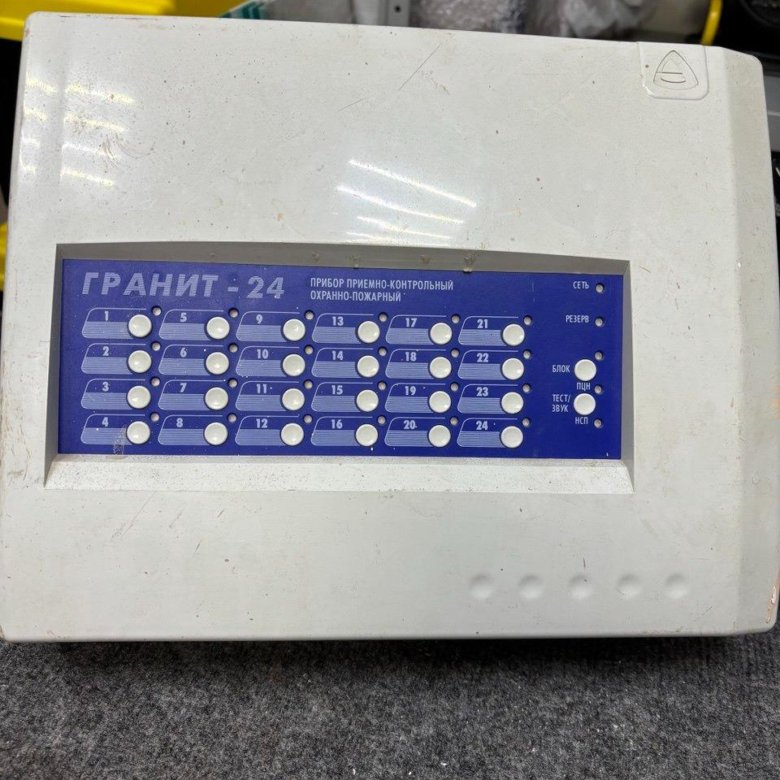 ГРАНИТ - 24
ПРИБОР ПРИЕМНО-КОНТРОЛЬНЫЙ
ОХРАННО-ПОЖАРНЫЙ
СЕТЬ
РЕЗЕРВ
1 5 9 13 17 21
2 6 10 14 18 22
3 7 11 15 19 23
4 8 12 16 20 24
БЛОК
ПЦН
ТЕСТ/
ЗВУК
НСП